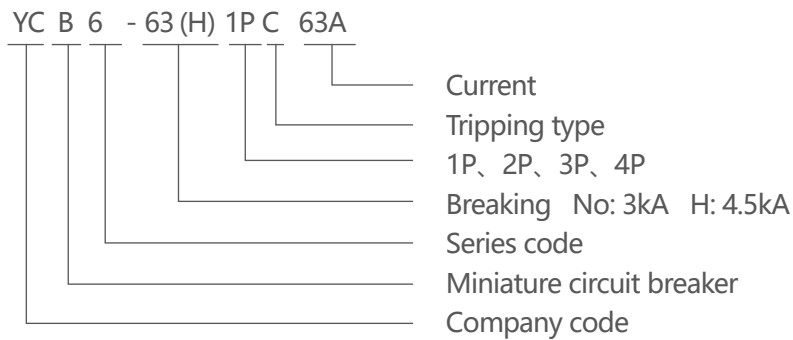 YC B 6 - 63 (H) 1P C 63A
Current
Tripping type
1P、2P、3P、4P
Breaking No: 3kA H: 4.5kA
Series code
Miniature circuit breaker
Company code